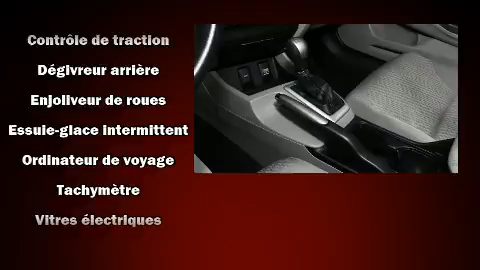 Contrôle de traction
Dégivreur arrière
Enjoliveur de roues
Essuie-glace intermittent
Ordinateur de voyage
Tachymètre
Vitres électriques